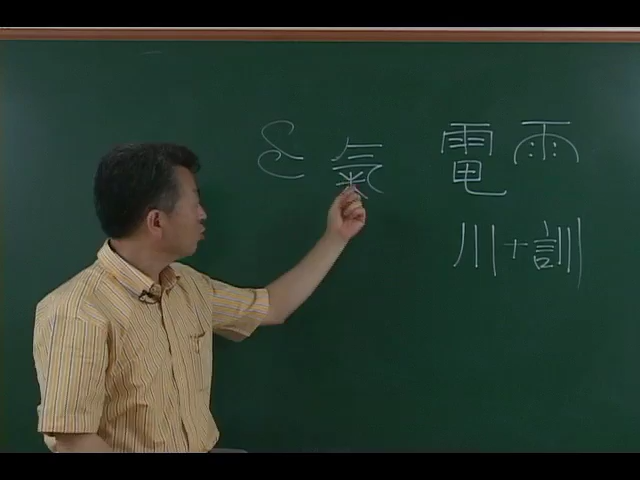 氣 電 雨
川 + 訓